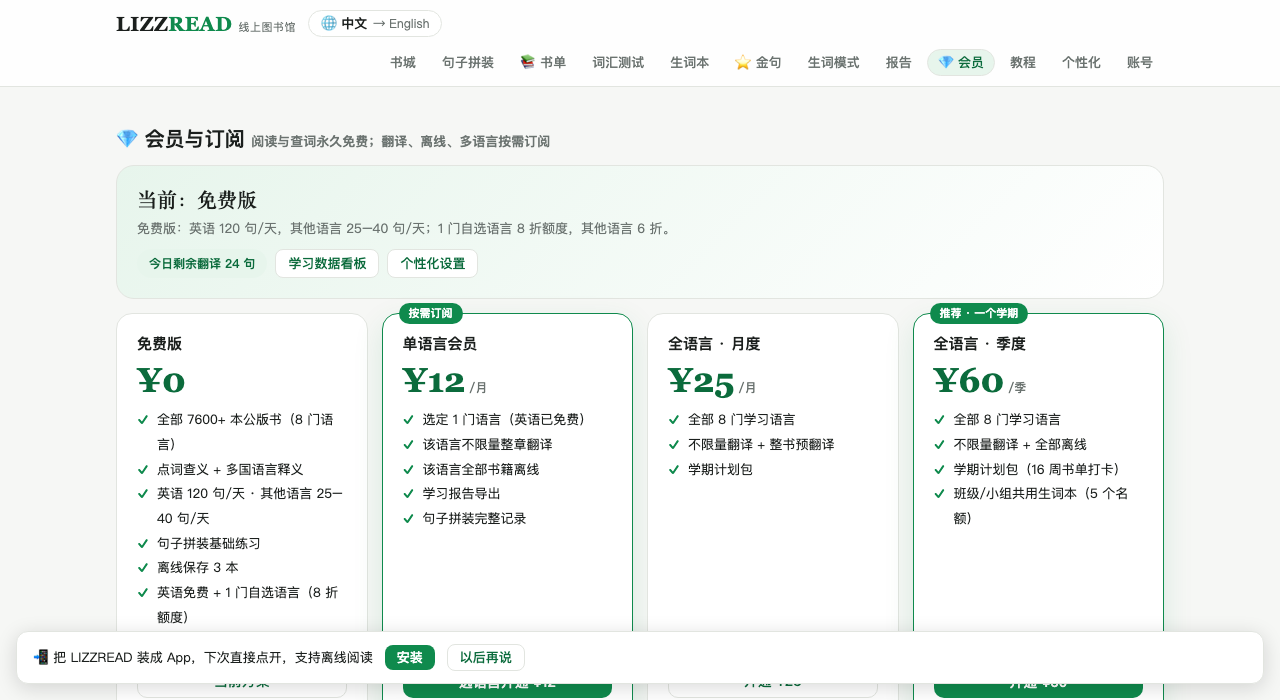 LIZZREAD 线上图书馆 🌐 中文 → English
书城 句子拼装 📚 书单 词汇测试 生词本 ⭐ 金句 生词模式 报告 💎 会员 教程 个性化 账号
💎 会员与订阅 阅读与查词永久免费；翻译、离线、多语言按需订阅
当前：免费版
免费版：英语 120 句/天，其他语言 25–40 句/天；1 门自选语言 8 折额度，其他语言 6 折。
今日剩余翻译 24 句 学习数据看板 个性化设置
免费版
¥0
✓ 全部 7600+ 本公版书（8 门语
言）
✓ 点词查义 + 多国语言释义
✓ 英语 120 句/天 · 其他语言 25–
40 句/天
✓ 句子拼装基础练习
✓ 离线保存 3 本
✓ 英语免费 + 1 门自选语言（8 折
额度）
按需订阅
单语言会员
¥12 /月
✓ 选定 1 门语言（英语已免费）
✓ 该语言不限量整章翻译
✓ 该语言全部书籍离线
✓ 学习报告导出
✓ 句子拼装完整记录
全语言 · 月度
¥25 /月
✓ 全部 8 门学习语言
✓ 不限量翻译 + 整书预翻译
✓ 学期计划包
推荐 · 一个学期
全语言 · 季度
¥60 /季
✓ 全部 8 门学习语言
✓ 不限量翻译 + 全部离线
✓ 学期计划包（16 周书单打卡）
✓ 班级/小组共用生词本（5 个名
额）
📲 把 LIZZREAD 装成 App，下次直接点开，支持离线阅读 安装 以后再说